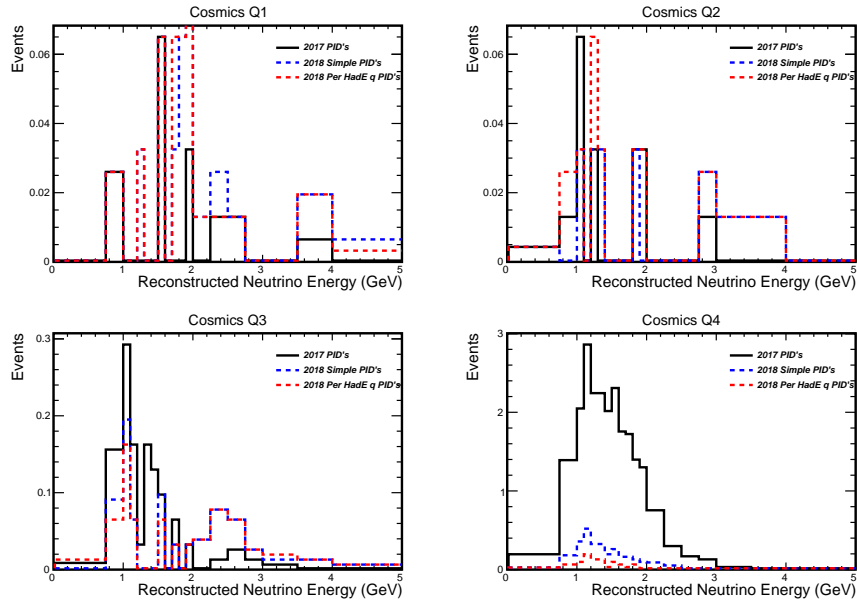 Cosmics Q1
Events
0.06
0.04
0.02
0
2017 PID's
2018 Simple PID's
2018 Per HadE q PID's
0 1 2 3 4 5
Reconstructed Neutrino Energy (GeV)
Cosmics Q2
Events
0.06
0.04
0.02
0
2017 PID's
2018 Simple PID's
2018 Per HadE q PID's
0 1 2 3 4 5
Reconstructed Neutrino Energy (GeV)
Cosmics Q3
Events
0.3
0.2
0.1
0
2017 PID's
2018 Simple PID's
2018 Per HadE q PID's
0 1 2 3 4 5
Reconstructed Neutrino Energy (GeV)
Cosmics Q4
Events
3
2
1
0
2017 PID's
2018 Simple PID's
2018 Per HadE q PID's
0 1 2 3 4 5
Reconstructed Neutrino Energy (GeV)